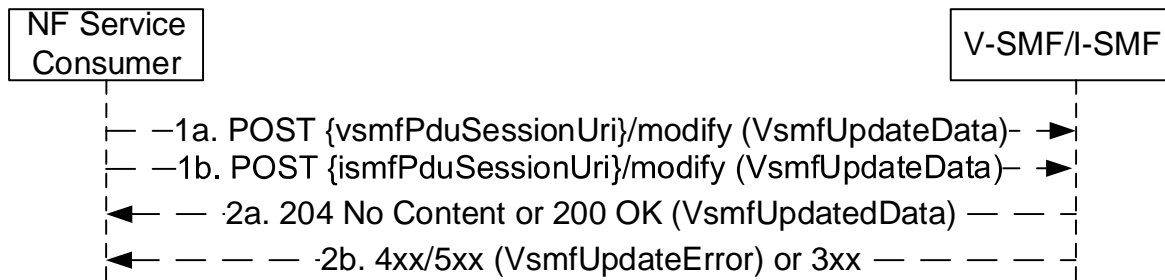 NF Service
Consumer
V-SMF/I-SMF
1a. POST {vsmfPduSessionUri}/modify (VsmfUpdateData)
1b. POST {ismfPduSessionUri}/modify (VsmfUpdateData)
2a. 204 No Content or 200 OK (VsmfUpdatedData)
2b. 4xx/5xx (VsmfUpdateError) or 3xx